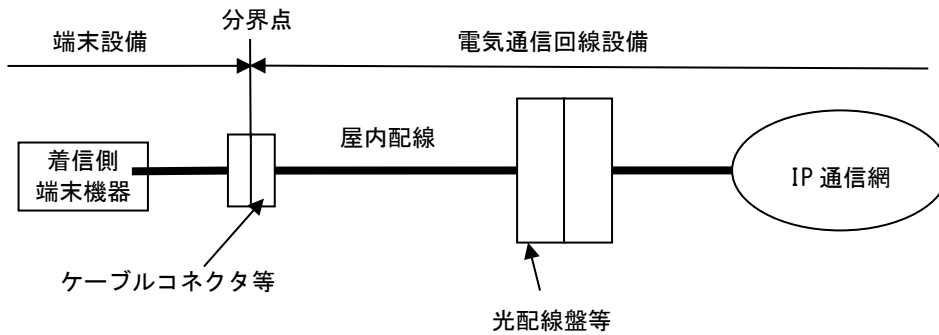 分界点
端末設備
電気通信回線設備
屋内配線
着信側
端末機器
IP 通信網
ケーブルコネクタ等
光配線盤等